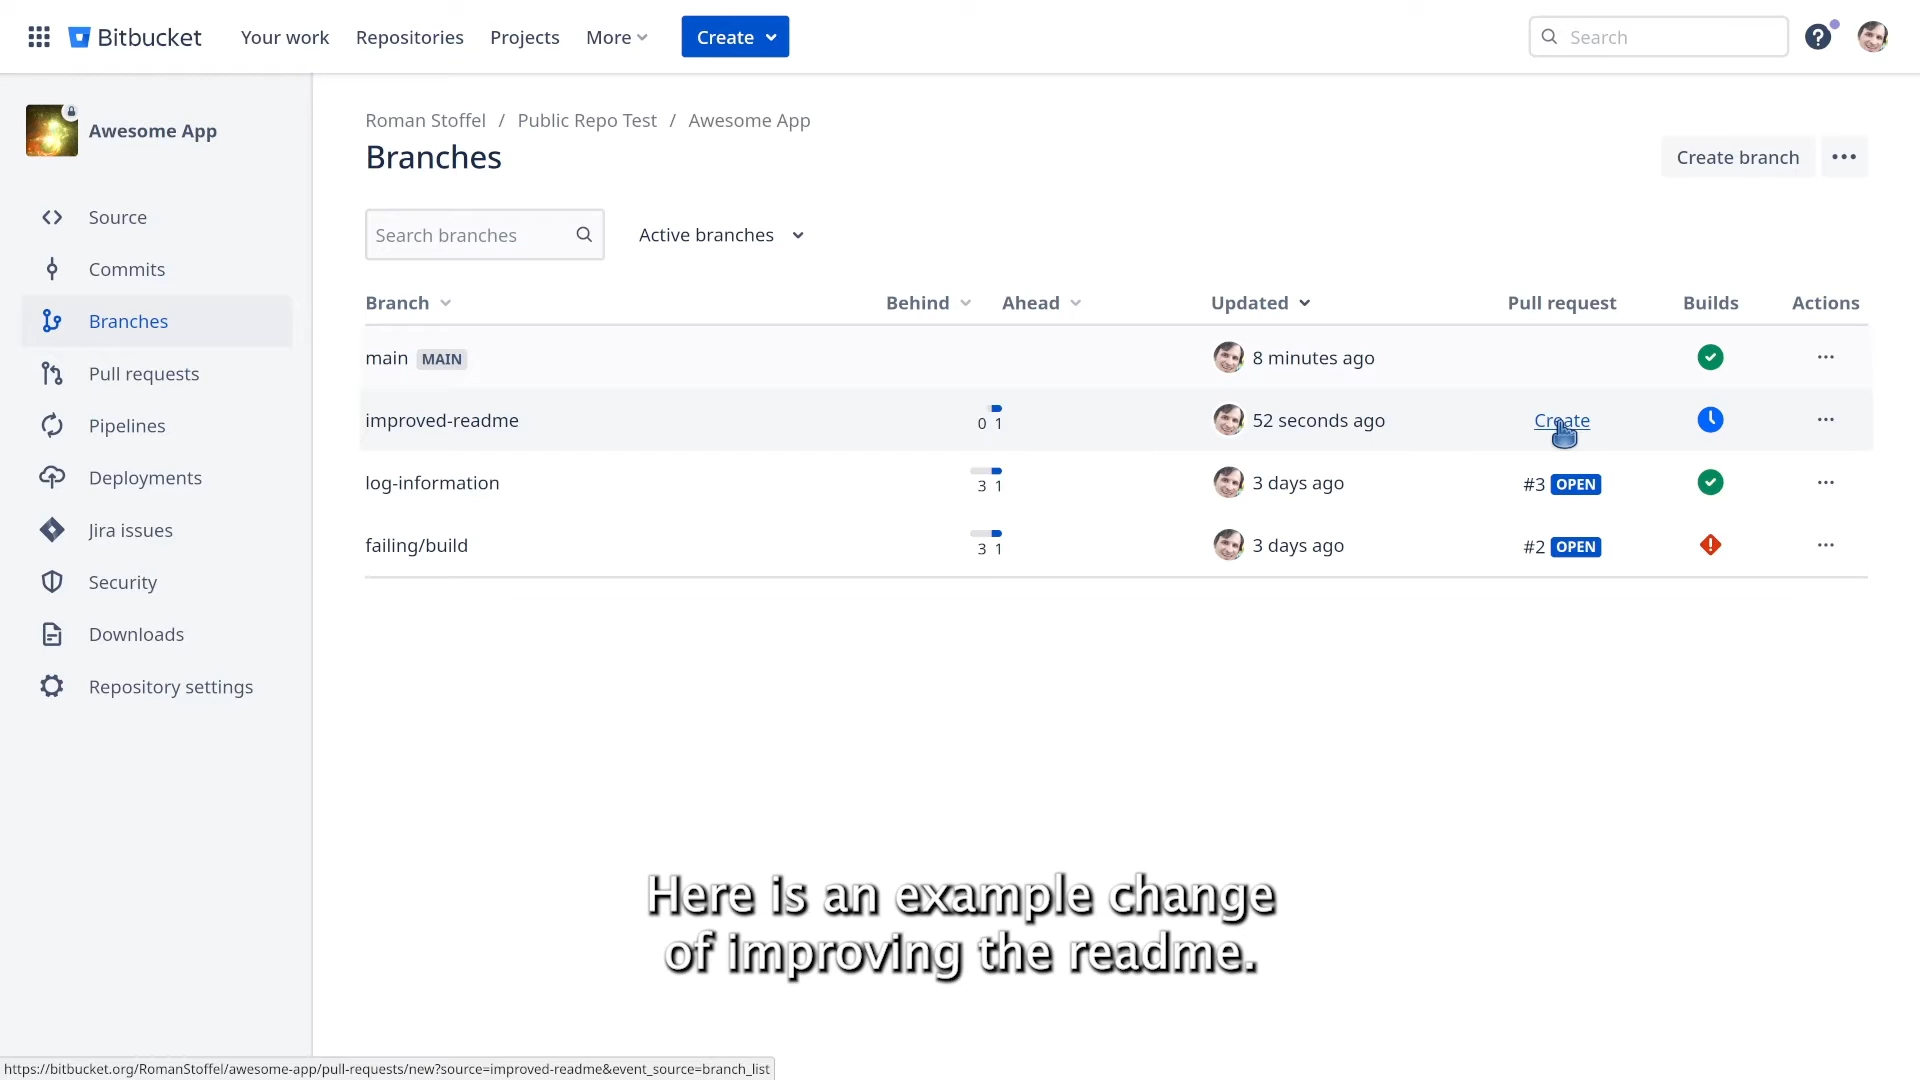 Bitbucket
Your work
Repositories
Projects
More
Create
Search
Awesome App
Source
Commits
Branches
Pull requests
Pipelines
Deployments
Jira issues
Security
Downloads
Repository settings
Roman Stoffel / Public Repo Test / Awesome App
Branches
Create branch
Search branches
Active branches
Branch Behind Ahead Updated Pull request Builds Actions
main MAIN 8 minutes ago
improved-readme 0 1 52 seconds ago Create
log-information 3 1 3 days ago #3 OPEN
failing/build 3 1 3 days ago #2 OPEN
Here is an example change
of improving the readme.
https://bitbucket.org/RomanStoffel/awesome-app/pull-requests/new?source=improved-readme&event_source=branch_list